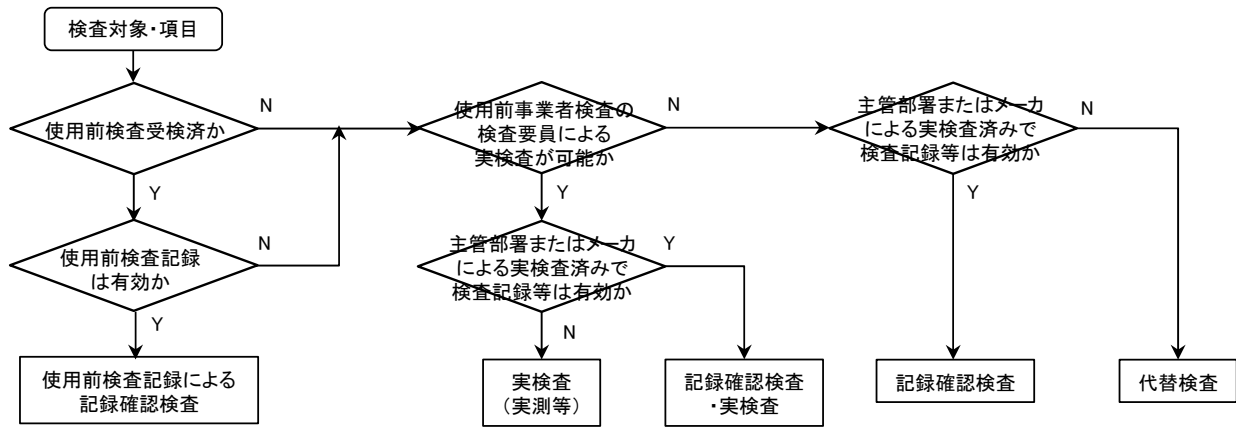 検査対象・項目
使用前検査受検済か
N
Y
使用前検査記録
は有効か
N
Y
使用前検査記録による
記録確認検査
使用前事業者検査の
検査要員による
実検査が可能か
N
Y
主管部署またはメーカ
による実検査済みで
検査記録等は有効か
Y
N
実検査
（実測等）
記録確認検査
・実検査
主管部署またはメーカ
による実検査済みで
検査記録等は有効か
N
Y
記録確認検査
代替検査